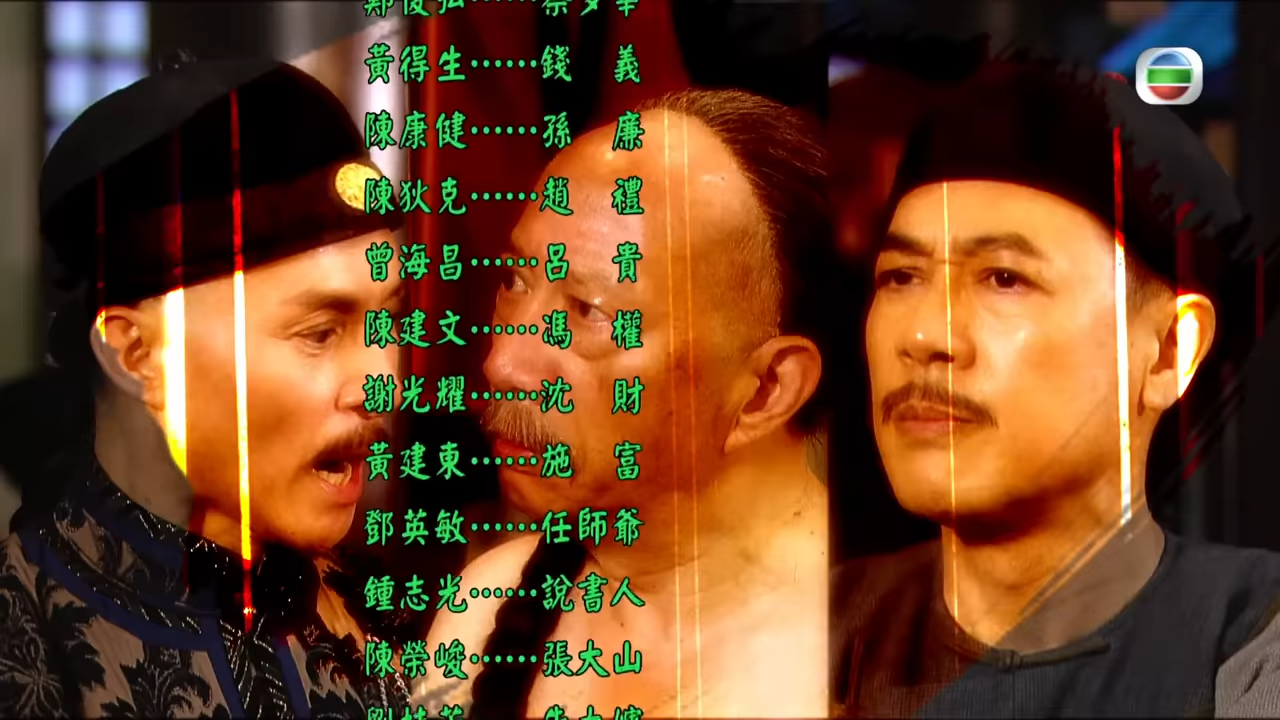 黃得生……錢　義
陳康健……孫　廉
陳狄克……趙　禮
曾海昌……呂　貴
陳建文……馮　權
謝光耀……沈　財
黃建東……施　富
鄧英敏……任師爺
鍾志光……說書人
陳榮峻……張大山